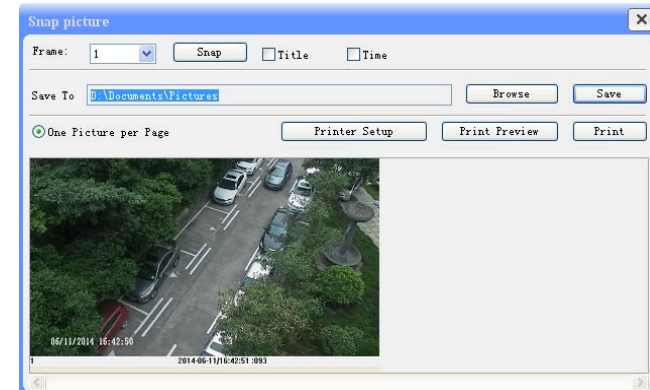 Snap picture
Frame: 1 Snap Title Time
Save To D:\Documents\Pictures Browse Save
One Picture per Page Printer Setup Print Preview Print
06/11/2014 16:42:50
1 2014-06-11/16:42:51 :093